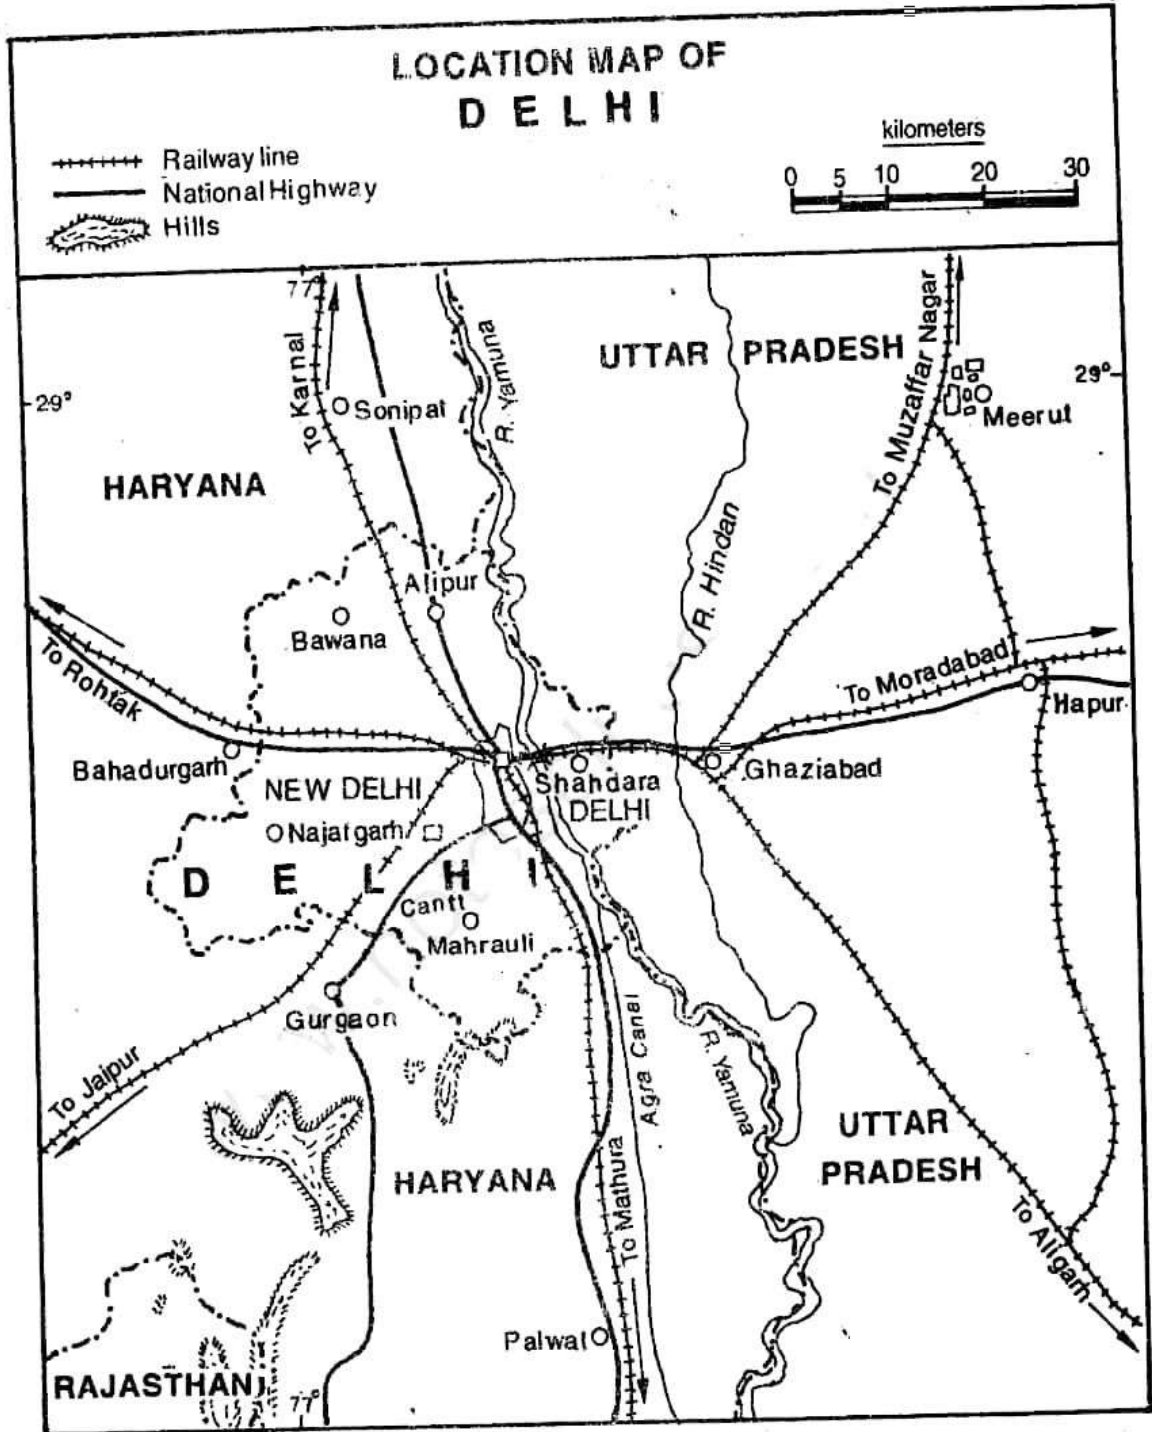 LOCATION MAP OF
DELHI
kilometers
0 5 10 20 30
Railway line
National Highway
Hills
77°
29°
29°
To Karnal
Sonipat
R. Yamuna
UTTAR PRADESH
To Muzaffar Nagar
Meerut
HARYANA
R. Hindan
Alipur
Bawana
To Rohtak
To Moradabad
Hapur
Bahadurgarh
NEW DELHI
Shahdara
DELHI
Ghaziabad
Najafgarh
DELHI
Cantt
Mahrauli
Gurgaon
To Jaipur
Agra Canal
R. Yamuna
UTTAR
PRADESH
HARYANA
To Mathura
To Aligarh
Palwal
RAJASTHAN
77°